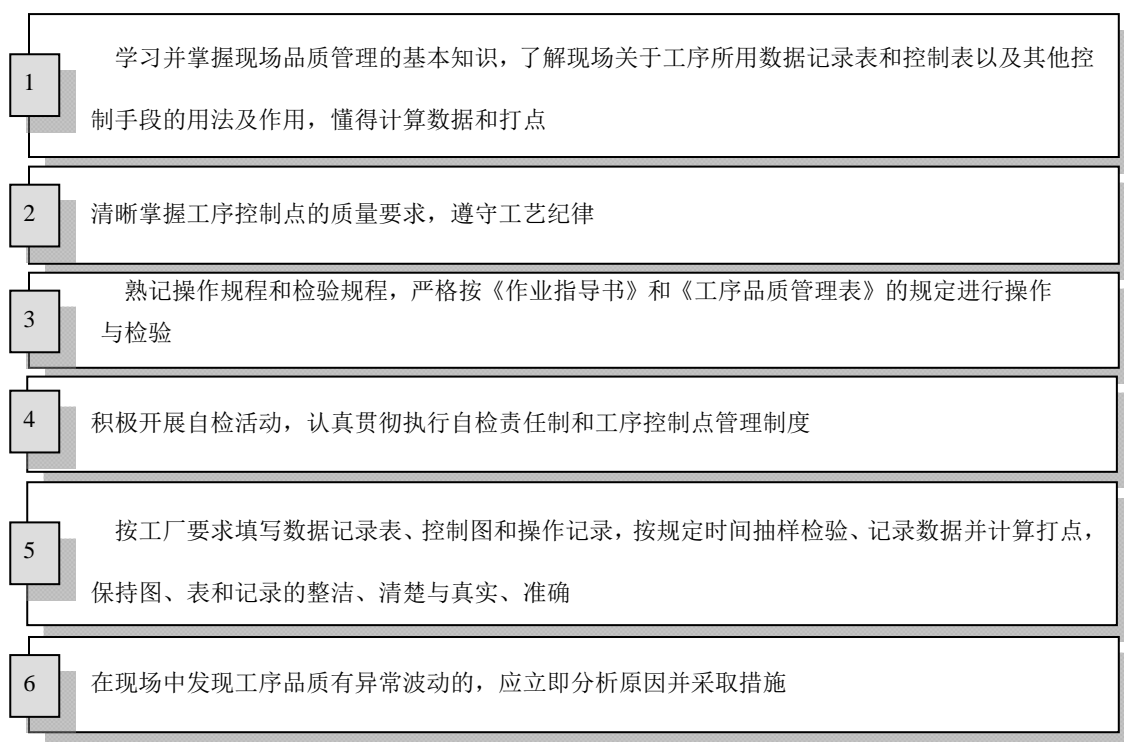 1
学习并掌握现场品质管理的基本知识，了解现场关于工序所用数据记录表和控制表以及其他控
制手段的用法及作用，懂得计算数据和打点
2
清晰掌握工序控制点的质量要求，遵守工艺纪律
3
熟记操作规程和检验规程，严格按《作业指导书》和《工序品质管理表》的规定进行操作
与检验
4
积极开展自检活动，认真贯彻执行自检责任制和工序控制点管理制度
5
按工厂要求填写数据记录表、控制图和操作记录，按规定时间抽样检验、记录数据并计算打点，
保持图、表和记录的整洁、清楚与真实、准确
6
在现场中发现工序品质有异常波动的，应立即分析原因并采取措施